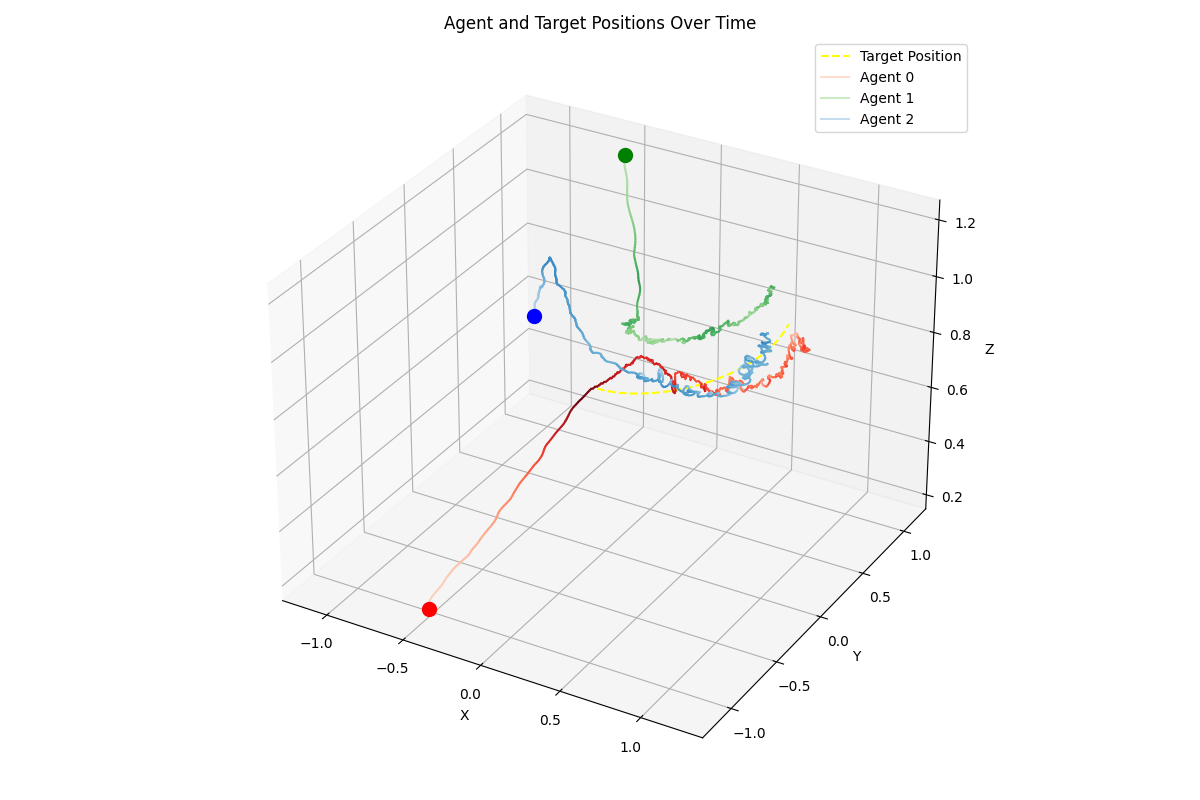 Agent and Target Positions Over Time
Target Position
Agent 0
Agent 1
Agent 2
1.2
1.0
0.8
0.6
0.4
0.2
Z
1.0
0.5
0.0
−0.5
−1.0
Y
−1.0
−0.5
0.0
0.5
1.0
X